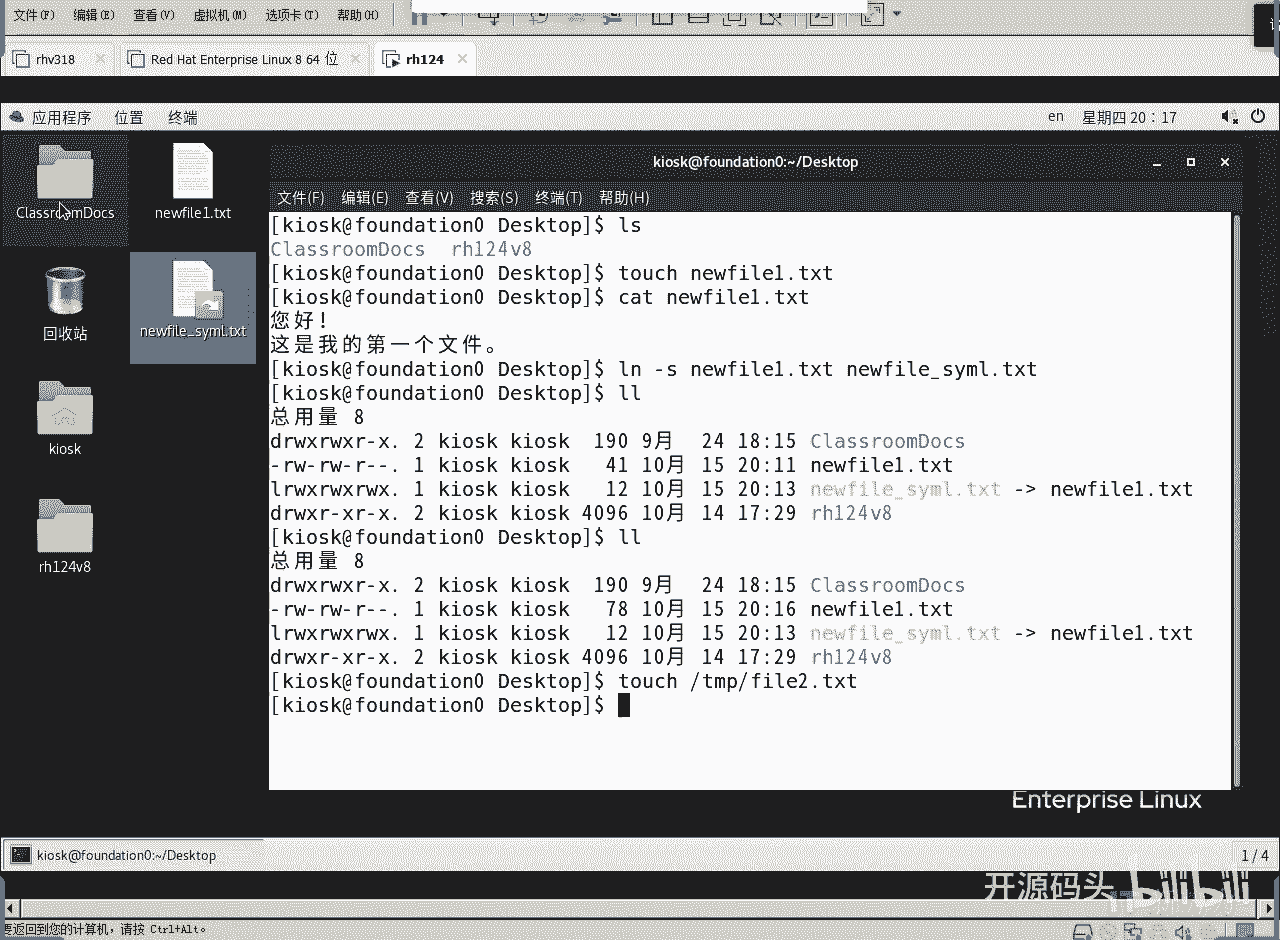 文件(F) 编辑(E) 查看(V) 虚拟机(M) 选项卡(T) 帮助(H)
rhv318 Red Hat Enterprise Linux 8 64 位 rh124
应用程序 位置 终端 en 星期四 20：17
ClassroomDocs
newfile1.txt
回收站
newfile_syml.txt
kiosk
rh124v8
kiosk@foundation0:~/Desktop
文件(F) 编辑(E) 查看(V) 搜索(S) 终端(T) 帮助(H)
[kiosk@foundation0 Desktop]$ ls
ClassroomDocs rh124v8
[kiosk@foundation0 Desktop]$ touch newfile1.txt
[kiosk@foundation0 Desktop]$ cat newfile1.txt
您好！
这是我的第一个文件。
[kiosk@foundation0 Desktop]$ ln -s newfile1.txt newfile_syml.txt
[kiosk@foundation0 Desktop]$ ll
总用量 8
drwxrwxr-x. 2 kiosk kiosk 190 9月 24 18:15 ClassroomDocs
-rw-rw-r--. 1 kiosk kiosk 41 10月 15 20:11 newfile1.txt
lrwxrwxrwx. 1 kiosk kiosk 12 10月 15 20:13 newfile_syml.txt -> newfile1.txt
drwxr-xr-x. 2 kiosk kiosk 4096 10月 14 17:29 rh124v8
[kiosk@foundation0 Desktop]$ ll
总用量 8
drwxrwxr-x. 2 kiosk kiosk 190 9月 24 18:15 ClassroomDocs
-rw-rw-r--. 1 kiosk kiosk 78 10月 15 20:16 newfile1.txt
lrwxrwxrwx. 1 kiosk kiosk 12 10月 15 20:13 newfile_syml.txt -> newfile1.txt
drwxr-xr-x. 2 kiosk kiosk 4096 10月 14 17:29 rh124v8
[kiosk@foundation0 Desktop]$ touch /tmp/file2.txt
[kiosk@foundation0 Desktop]$
Enterprise Linux
kiosk@foundation0:~/Desktop 1 / 4
开源码头 bilibili
要返回到您的计算机，请按 Ctrl+Alt。